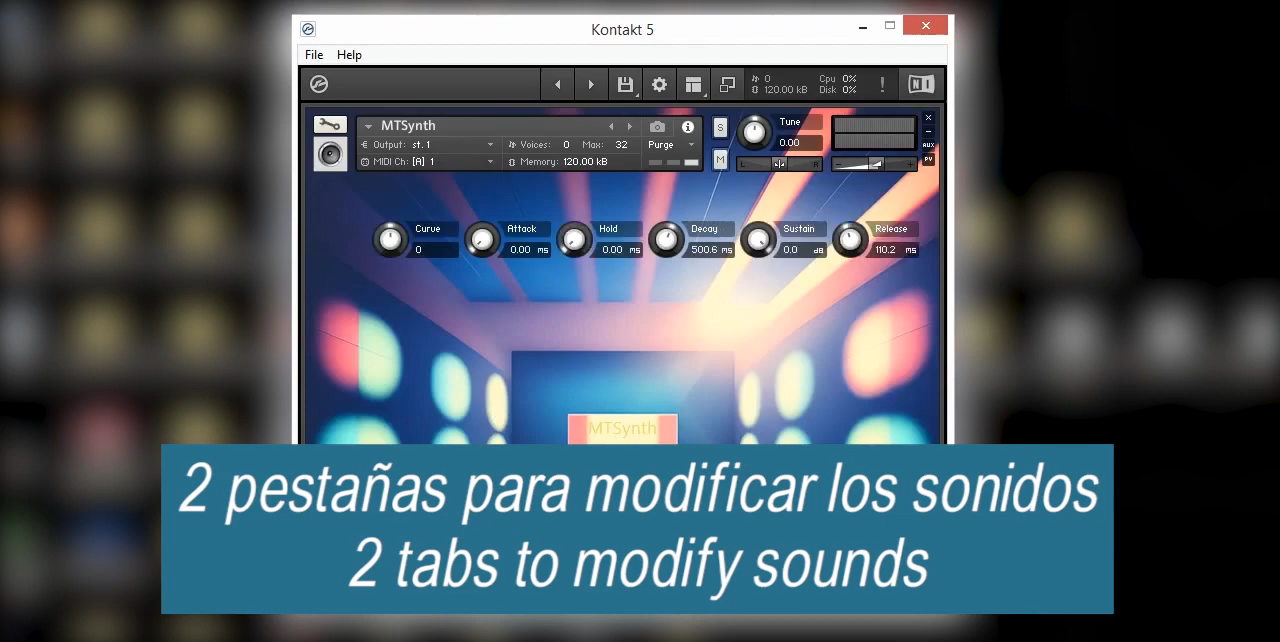 Kontakt 5
File Help
0
120.00 kB
Cpu 0%
Disk 0%
!
NI
MTSynth
Output: st. 1
Voices: 0 Max: 32
Purge
MIDI Ch: [A] 1
Memory: 120.00 kB
S
M
Tune
0.00
L R
AUX
PV
Curve
0
Attack
0.00 ms
Hold
0.00 ms
Decay
500.6 ms
Sustain
0.0 dB
Release
110.2 ms
MTSynth
2 pestañas para modificar los sonidos
2 tabs to modify sounds